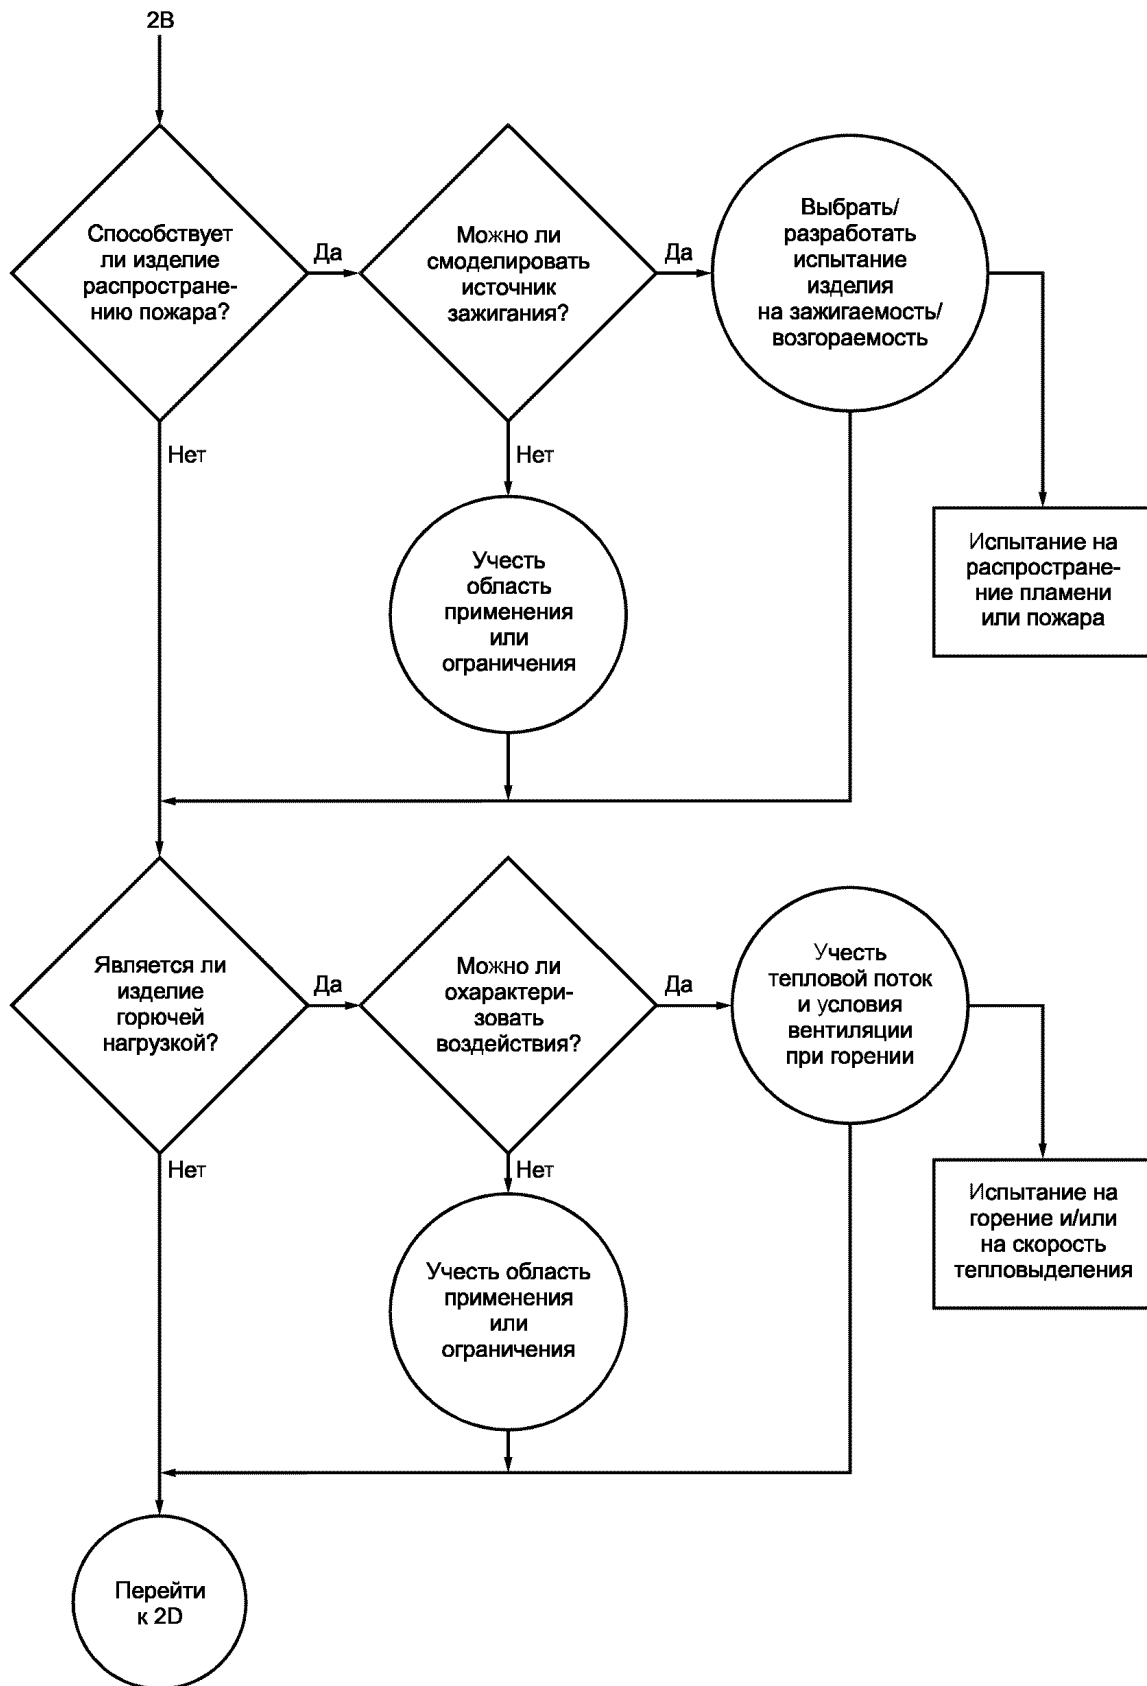 2В
Способствует
ли изделие
распростране-
нию пожара?
Да
Можно ли
смоделировать
источник
зажигания?
Да
Выбрать/
разработать
испытание
изделия
на зажигаемость/
возгораемость
Нет
Нет
Учесть
область
применения
или
ограничения
Испытание на
распростране-
ние пламени
или пожара
Является ли
изделие
горючей
нагрузкой?
Да
Можно ли
охарактери-
зовать
воздействия?
Да
Учесть
тепловой поток
и условия
вентиляции
при горении
Нет
Нет
Учесть область
применения
или
ограничения
Испытание на
горение и/или
на скорость
тепловыделения
Перейти
к 2D